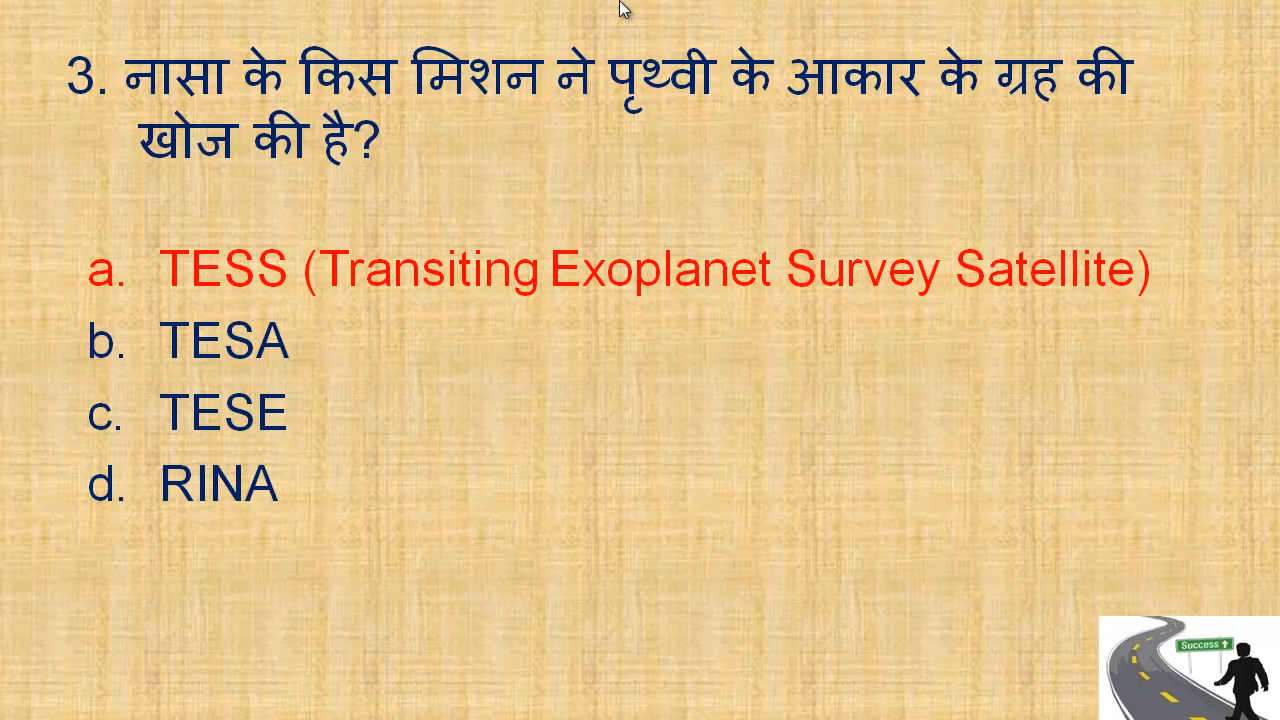 3. नासा के किस मिशन ने पृथ्वी के आकार के ग्रह की
खोज की है?
a. TESS (Transiting Exoplanet Survey Satellite)
b. TESA
c. TESE
d. RINA
Success ⬆